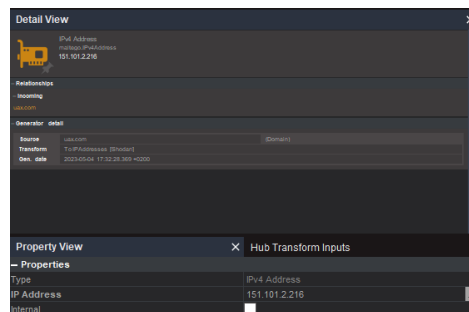 Detail View
IPv4 Address
maltego.IPv4Address
151.101.2.216
- Relationships
- Incoming
uax.com
- Generator detail
Source uax.com (Domain)
Transform To IPAddresses [Shodan]
Gen. date 2023-05-04 17:32:28.369 +0200
Property View × Hub Transform Inputs
– Properties
Type IPv4 Address
IP Address 151.101.2.216
Internal